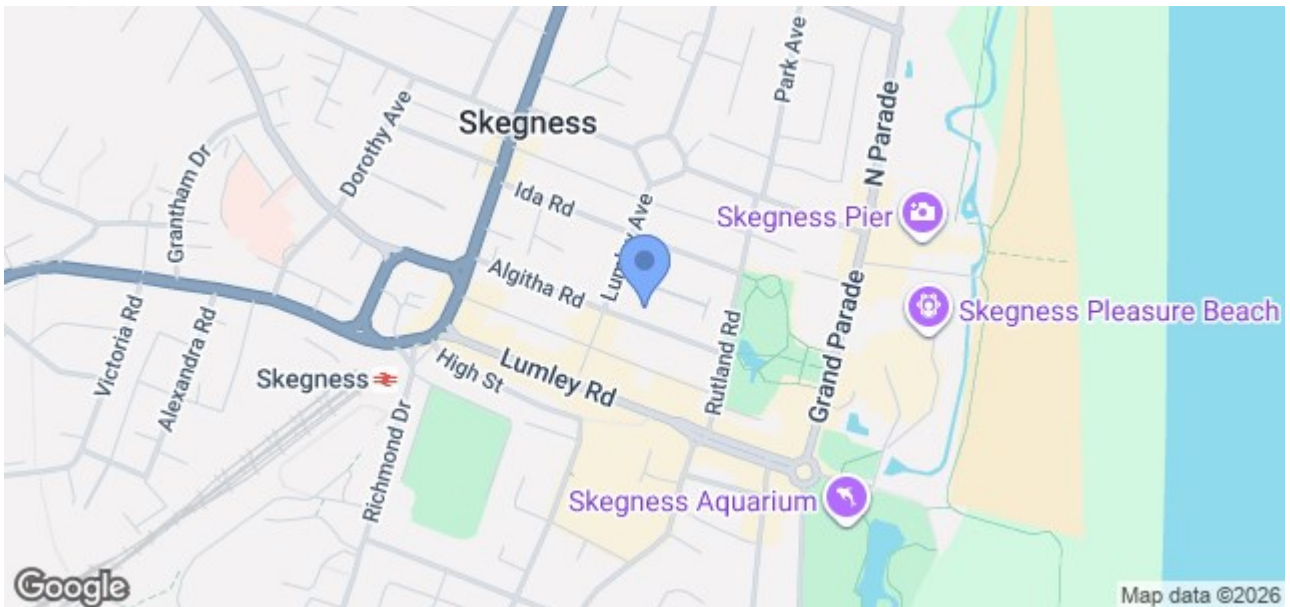 Park Ave
N Parade
Skegness
Dorothy Ave
Grantham Dr
Ida Rd
Lumley Ave
Skegness Pier
Algitha Rd
Skegness Pleasure Beach
Victoria Rd
Alexandra Rd
Rutland Rd
Grand Parade
Skegness
High St
Lumley Rd
Richmond Dr
Skegness Aquarium
Google
Map data ©2026